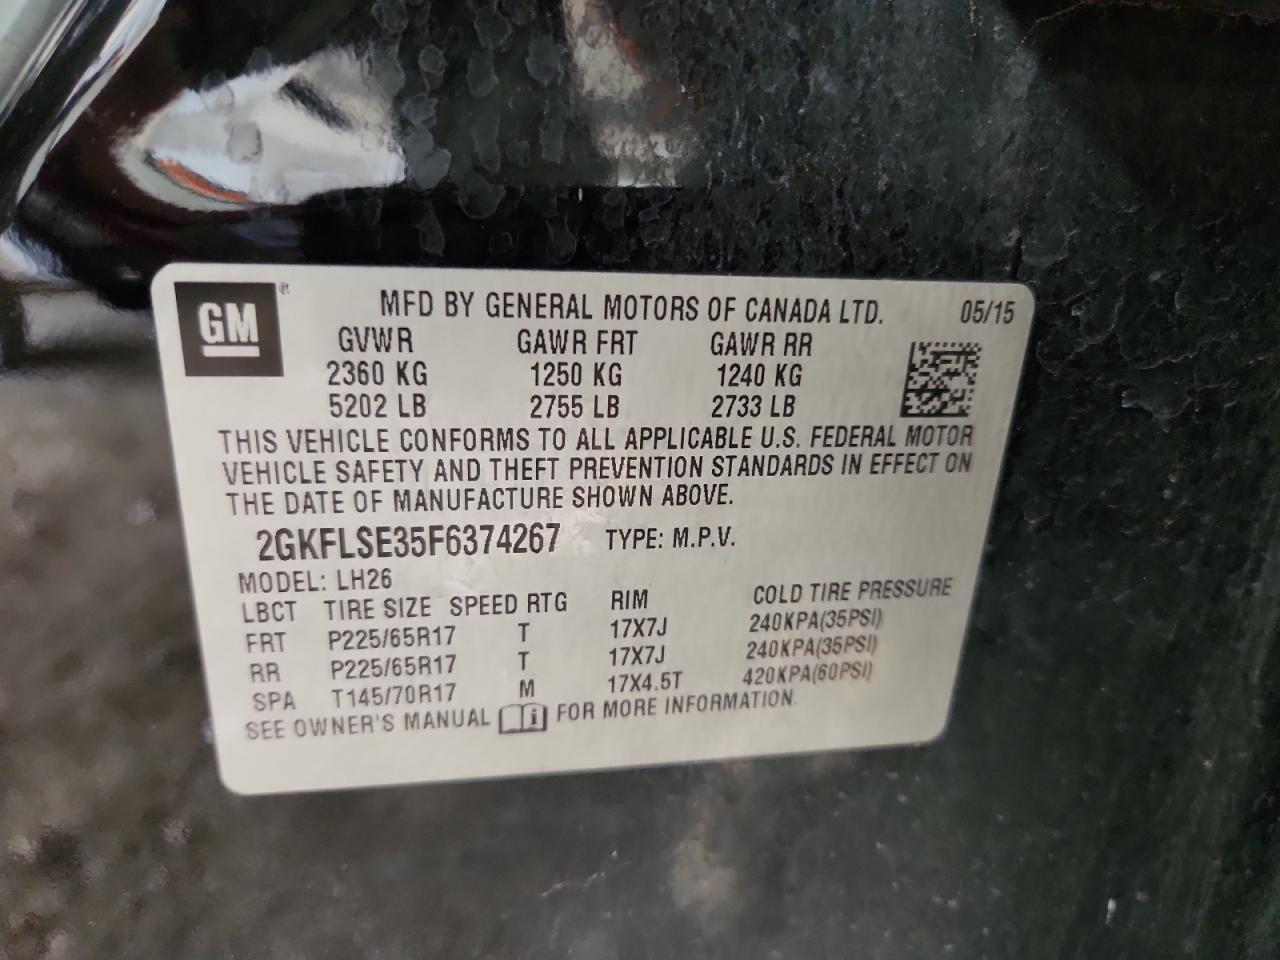 GM ® MFD BY GENERAL MOTORS OF CANADA LTD. 05/15
GVWR GAWR FRT GAWR RR
2360 KG 1250 KG 1240 KG
5202 LB 2755 LB 2733 LB
THIS VEHICLE CONFORMS TO ALL APPLICABLE U.S. FEDERAL MOTOR
VEHICLE SAFETY AND THEFT PREVENTION STANDARDS IN EFFECT ON
THE DATE OF MANUFACTURE SHOWN ABOVE.
2GKFLSE35F6374267 TYPE: M.P.V.
MODEL: LH26
LBCT TIRE SIZE SPEED RTG RIM COLD TIRE PRESSURE
FRT P225/65R17 T 17X7J 240KPA(35PSI)
RR P225/65R17 T 17X7J 240KPA(35PSI)
SPA T145/70R17 M 17X4.5T 420KPA(60PSI)
SEE OWNER'S MANUAL i FOR MORE INFORMATION.